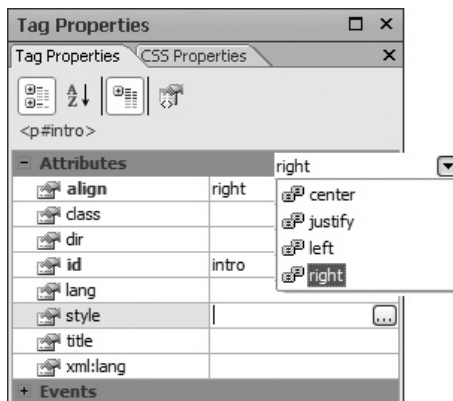 Tag Properties
Tag Properties CSS Properties
<p#intro>
Attributes
right
align right
center
class
justify
dir
left
id intro
right
lang
style
title
xml:lang
Events